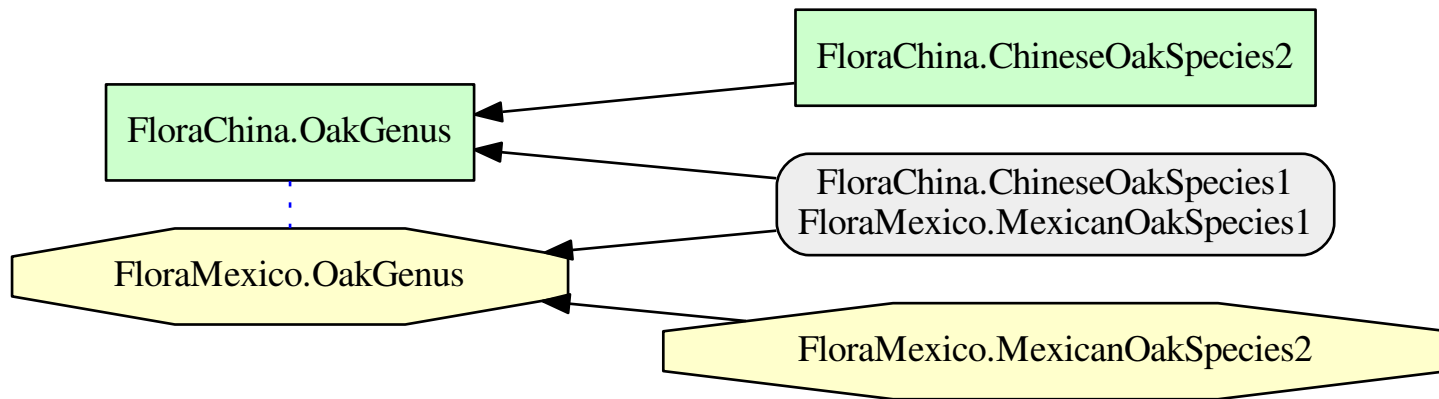 FloraChina.ChineseOakSpecies2
FloraChina.OakGenus
FloraChina.ChineseOakSpecies1
FloraMexico.MexicanOakSpecies1
FloraMexico.OakGenus
FloraMexico.MexicanOakSpecies2